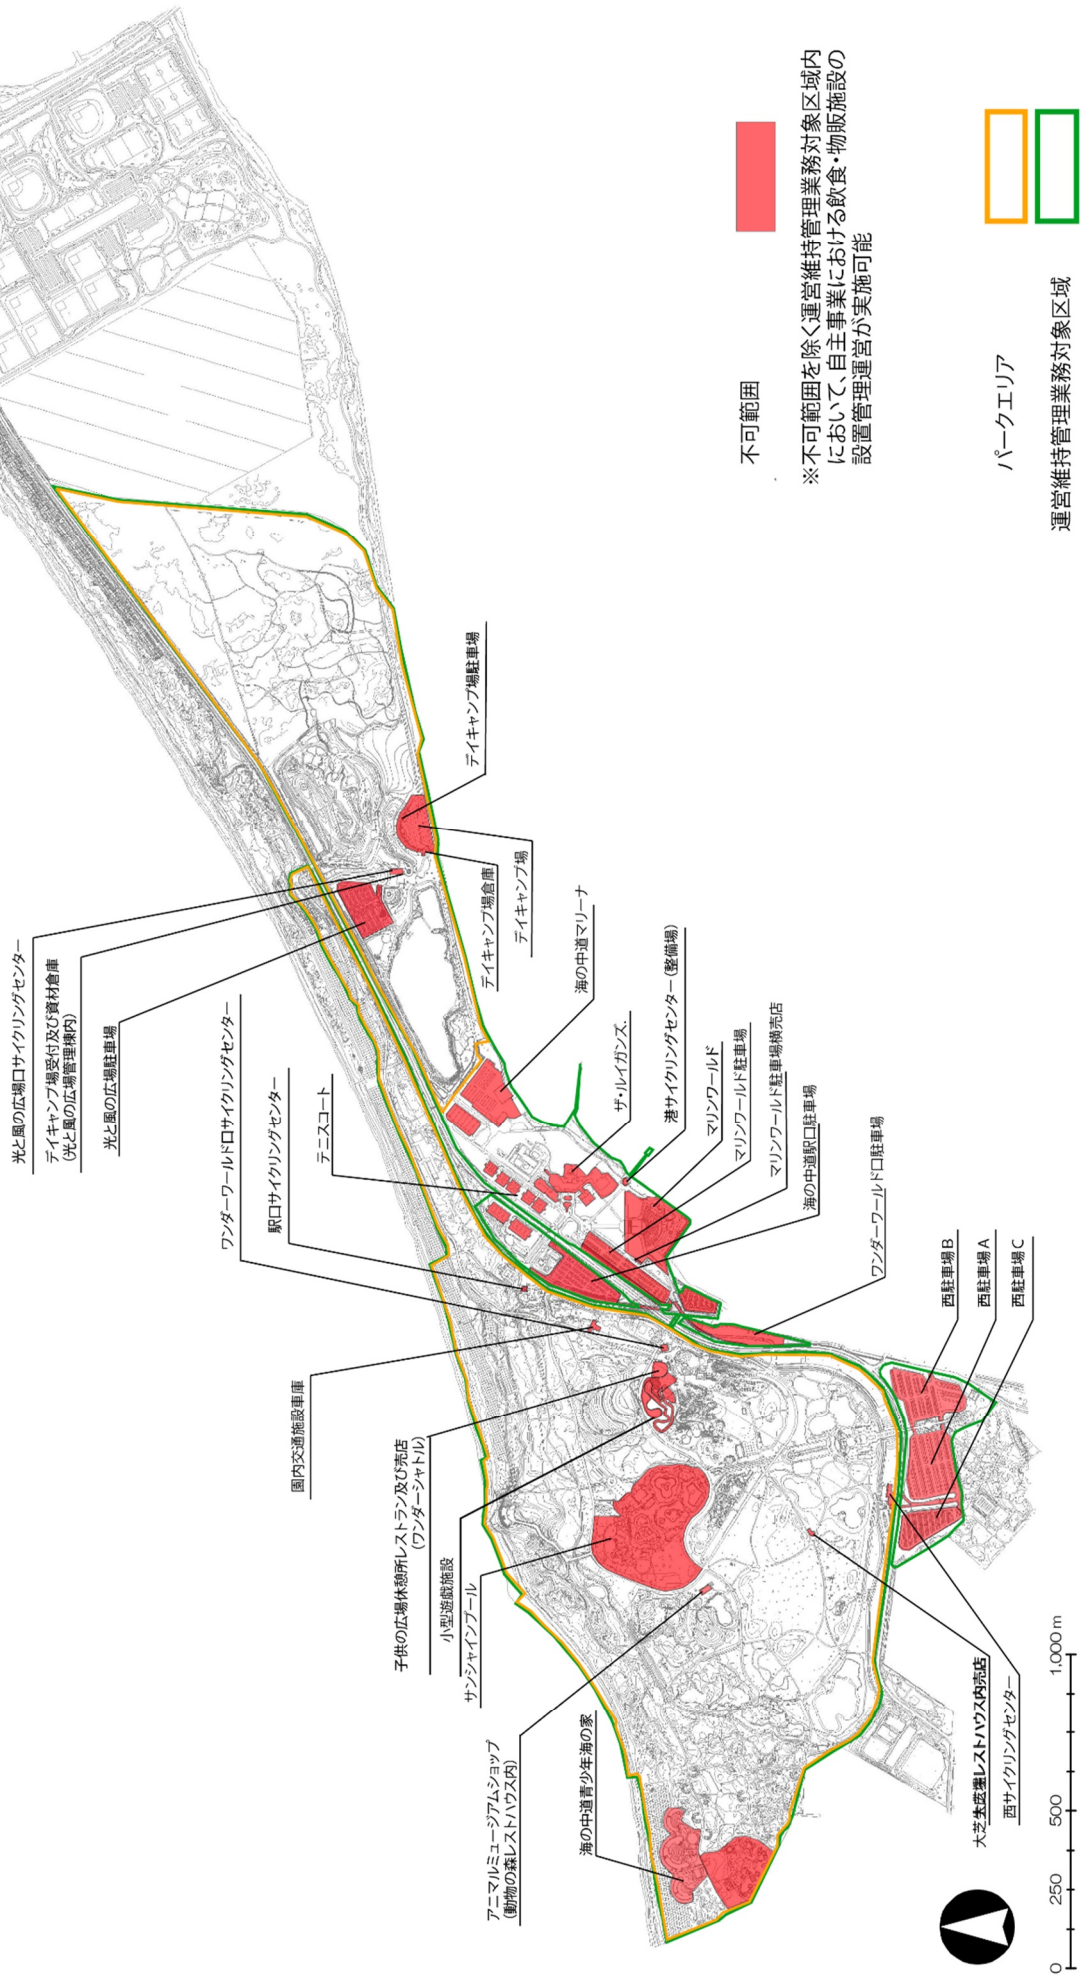 光と風の広場口サイクリングセンター
デイキャンプ場受付及び資材倉庫
(光と風の広場管理棟内)
光と風の広場駐車場
ワンダーワールド口サイクリングセンター
駅口サイクリングセンター
テニスコート
園内交通施設車庫
子供の広場休憩所レストラン及び売店
(ワンダーシャトル)
小型遊戯施設
サンシャインプール
アニマルミュージアムショップ
(動物の森レストハウス内)
海の中道青少年海の家
デイキャンプ場駐車場
デイキャンプ場倉庫
デイキャンプ場
海の中道マリーナ
ザ・ルイガンズ.
港サイクリングセンター(整備場)
マリンワールド
マリンワールド駐車場
マリンワールド駐車場横売店
海の中道駅口駐車場
ワンダーワールド口駐車場
西駐車場B
西駐車場A
西駐車場C
レストハウス内売店
西サイクリングセンター
不可範囲
※不可範囲を除く運営維持管理業務対象区域内
において、自主事業における飲食・物販施設の
設置管理運営が実施可能
パークエリア
運営維持管理業務対象区域
0 250 500 1,000 m